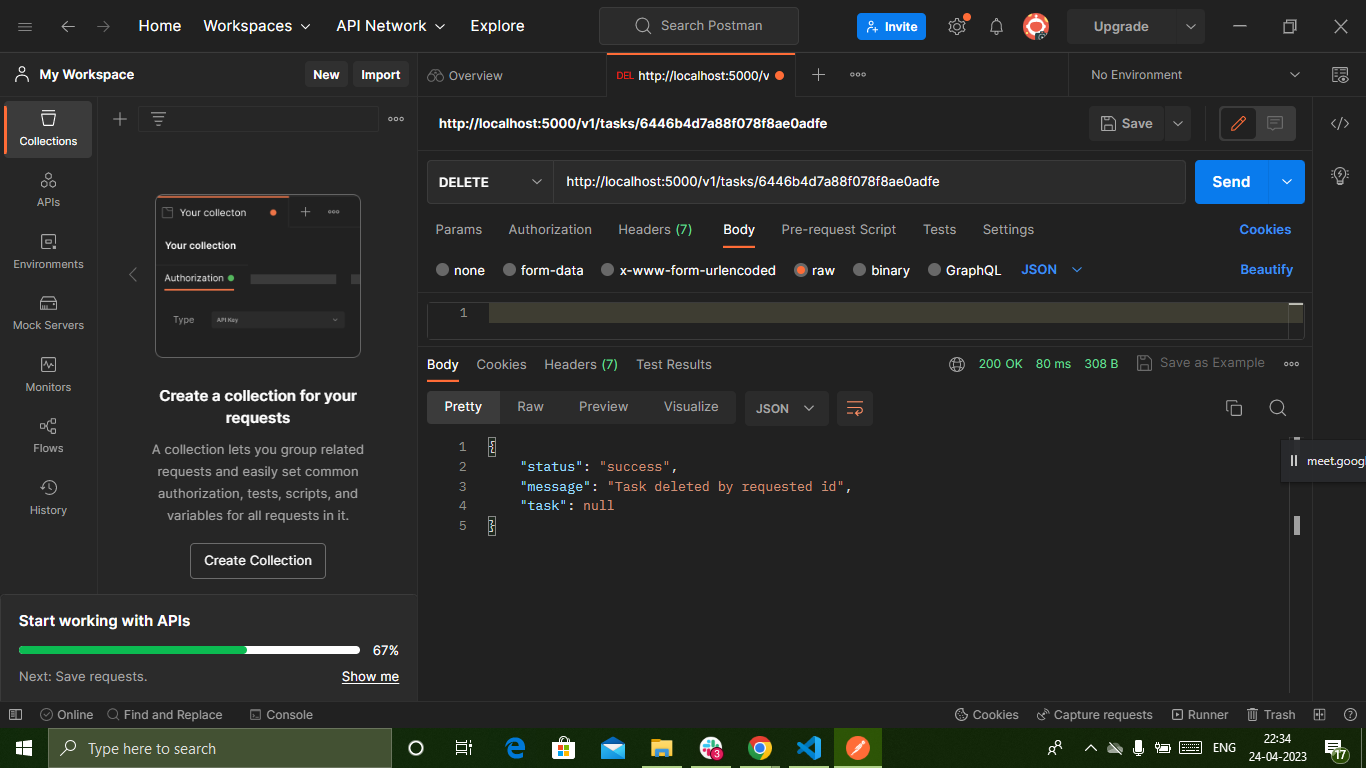 Home
Workspaces
API Network
Explore
Search Postman
Invite
Upgrade
My Workspace
New
Import
Overview
DEL http://localhost:5000/v
No Environment
Collections
APIs
Environments
Mock Servers
Monitors
Flows
History
Your collecton
Your collection
Authorization
Type
API Key
Create a collection for your
requests
A collection lets you group related
requests and easily set common
authorization, tests, scripts, and
variables for all requests in it.
Create Collection
Start working with APIs
67%
Next: Save requests.
Show me
http://localhost:5000/v1/tasks/6446b4d7a88f078f8ae0adfe
Save
DELETE
http://localhost:5000/v1/tasks/6446b4d7a88f078f8ae0adfe
Send
Params
Authorization
Headers (7)
Body
Pre-request Script
Tests
Settings
Cookies
none
form-data
x-www-form-urlencoded
raw
binary
GraphQL
JSON
Beautify
1
Body
Cookies
Headers (7)
Test Results
200 OK
80 ms
308 B
Save as Example
Pretty
Raw
Preview
Visualize
JSON
1 {
2 "status": "success",
3 "message": "Task deleted by requested id",
4 "task": null
5 }
meet.googl
Online
Find and Replace
Console
Cookies
Capture requests
Runner
Trash
Type here to search
3
ENG
22:34
24-04-2023
17